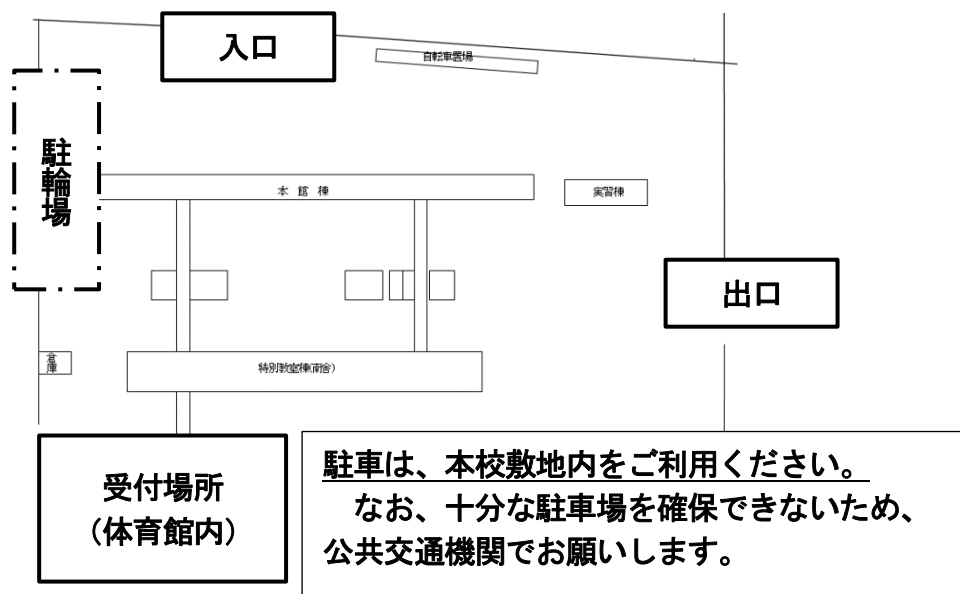 入口
自転車置場
駐輪場
本館棟
実習棟
出口
倉庫
特別教室棟(南舎)
受付場所
（体育館内）
駐車は、本校敷地内をご利用ください。
なお、十分な駐車場を確保できないため、
公共交通機関でお願いします。